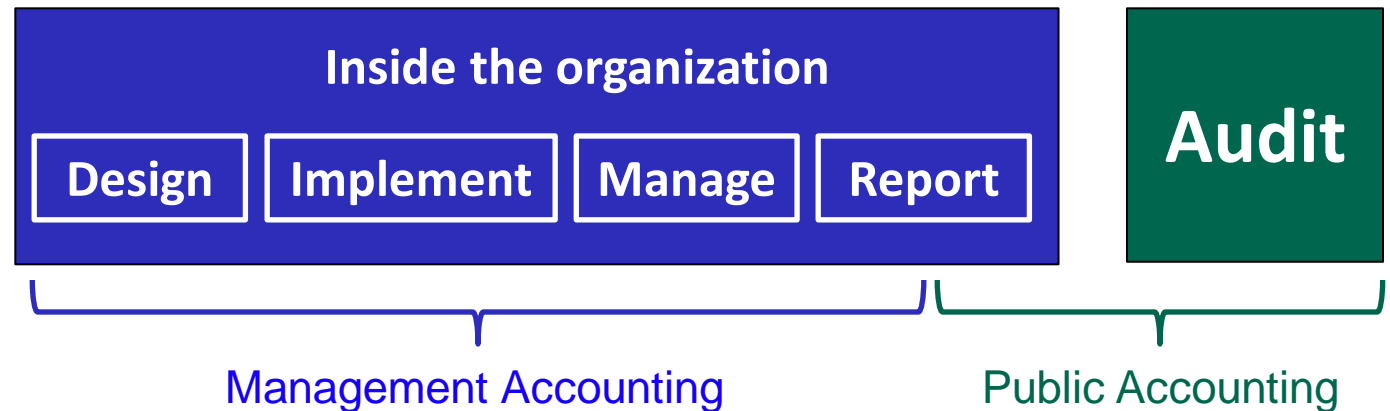 Inside the organization
Design Implement Manage Report
Audit
Management Accounting
Public Accounting